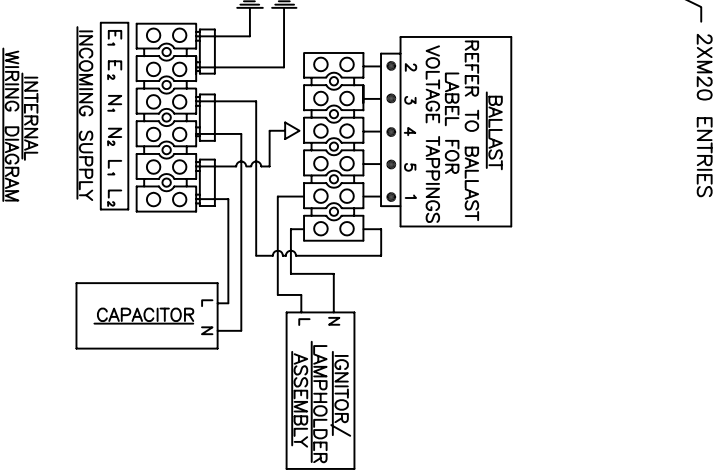 2XM20 ENTRIES
BALLAST
REFER TO BALLAST
LABEL FOR
VOLTAGE TAPPINGS
2 3 4 5 1
E1 E2 N1 N2 L1 L2
INCOMING SUPPLY
CAPACITOR
L
N
N
L
IGNITOR/
LAMPHOLDER
ASSEMBLY
INTERNAL
WIRING DIAGRAM